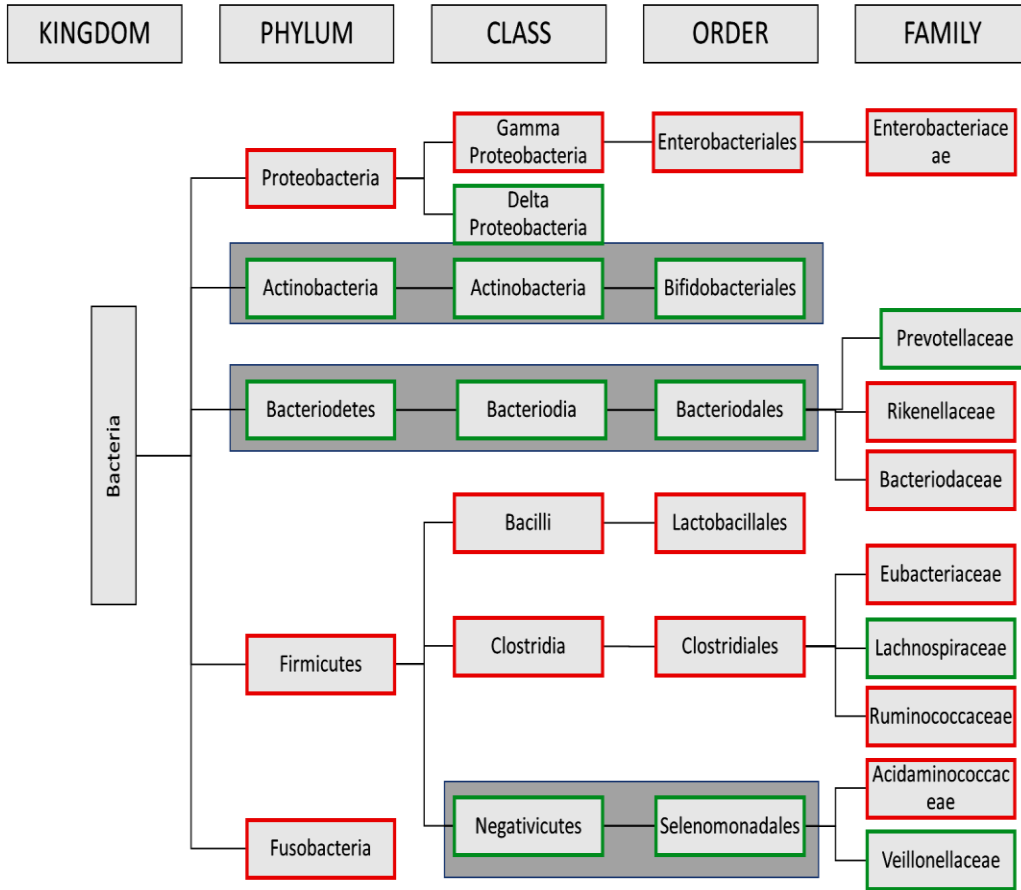 KINGDOM
PHYLUM
CLASS
ORDER
FAMILY
Gamma
Proteobacteria
Enterobacteriales
Enterobacteriace
ae
Proteobacteria
Delta
Proteobacteria
Actinobacteria
Actinobacteria
Bifidobacteriales
Prevotellaceae
Bacteriodetes
Bacteriodia
Bacteriodales
Rikenellaceae
Bacteriodaceae
Bacteria
Bacilli
Lactobacillales
Eubacteriaceae
Firmicutes
Clostridia
Clostridiales
Lachnospiraceae
Ruminococcaceae
Acidaminococcac
eae
Negativicutes
Selenomonadales
Fusobacteria
Veillonellaceae